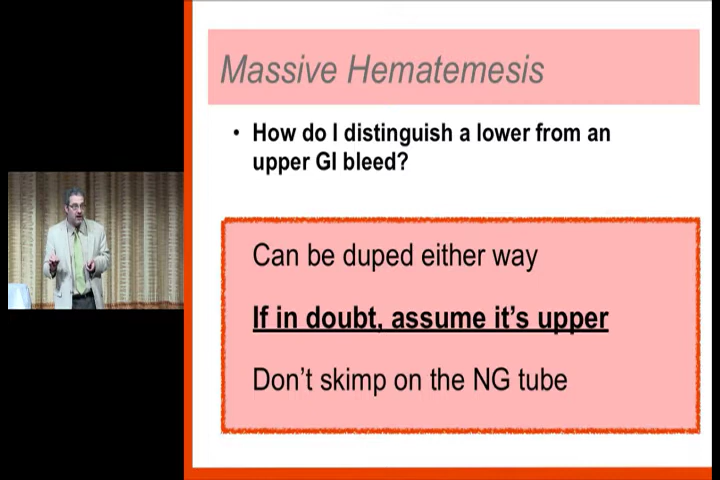 Massive Hematemesis
• How do I distinguish a lower from an
upper GI bleed?
Can be duped either way
If in doubt, assume it's upper
Don't skimp on the NG tube